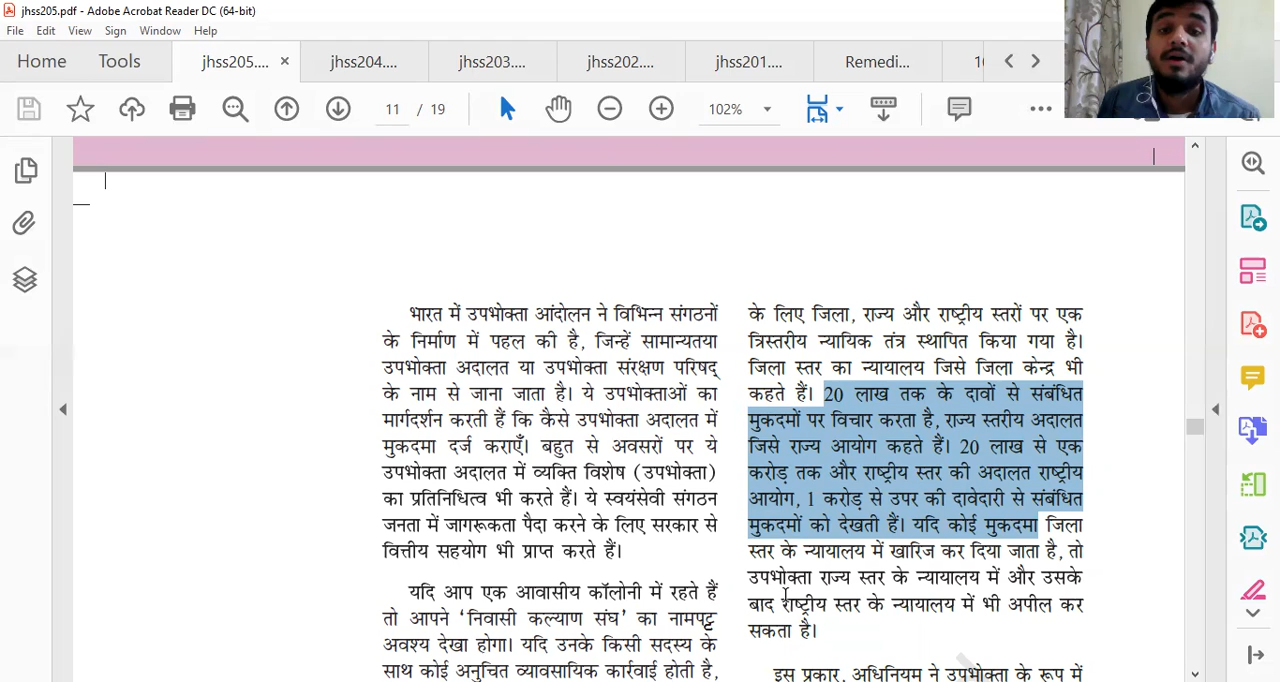 jhss205.pdf - Adobe Acrobat Reader DC (64-bit)
File Edit View Sign Window Help
Home Tools jhss205.... × jhss204.... jhss203.... jhss202.... jhss201.... Remedi...
11 / 19 102%
भारत में उपभोक्ता आंदोलन ने विभिन्न संगठनों
के निर्माण में पहल की है, जिन्हें सामान्यतया
उपभोक्ता अदालत या उपभोक्ता संरक्षण परिषद्
के नाम से जाना जाता है। ये उपभोक्ताओं का
मार्गदर्शन करती हैं कि कैसे उपभोक्ता अदालत में
मुकदमा दर्ज कराएँ। बहुत से अवसरों पर ये
उपभोक्ता अदालत में व्यक्ति विशेष (उपभोक्ता)
का प्रतिनिधित्व भी करते हैं। ये स्वयंसेवी संगठन
जनता में जागरूकता पैदा करने के लिए सरकार से
वित्तीय सहयोग भी प्राप्त करते हैं।
यदि आप एक आवासीय कॉलोनी में रहते हैं
तो आपने ‘निवासी कल्याण संघ’ का नामपट्ट
अवश्य देखा होगा। यदि उनके किसी सदस्य के
साथ कोई अनुचित व्यावसायिक कार्रवाई होती है,
के लिए जिला, राज्य और राष्ट्रीय स्तरों पर एक
त्रिस्तरीय न्यायिक तंत्र स्थापित किया गया है।
जिला स्तर का न्यायालय जिसे जिला केन्द्र भी
कहते हैं। 20 लाख तक के दावों से संबंधित
मुकदमों पर विचार करता है, राज्य स्तरीय अदालत
जिसे राज्य आयोग कहते हैं। 20 लाख से एक
करोड़ तक और राष्ट्रीय स्तर की अदालत राष्ट्रीय
आयोग, 1 करोड़ से उपर की दावेदारी से संबंधित
मुकदमों को देखती हैं। यदि कोई मुकदमा जिला
स्तर के न्यायालय में खारिज कर दिया जाता है, तो
उपभोक्ता राज्य स्तर के न्यायालय में और उसके
बाद राष्ट्रीय स्तर के न्यायालय में भी अपील कर
सकता है।
इस प्रकार, अधिनियम ने उपभोक्ता के रूप में